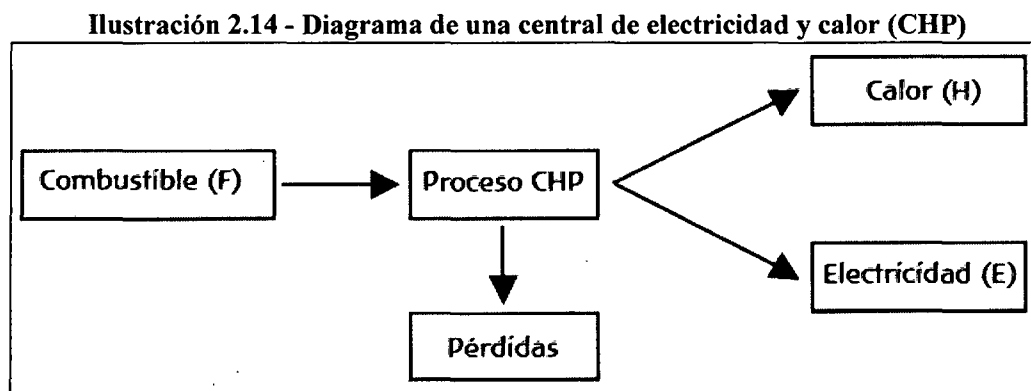 Ilustración 2.14 - Diagrama de una central de electricidad y calor (CHP)
Calor (H)
Combustible (F)
Proceso CHP
Electricidad (E)
Pérdidas